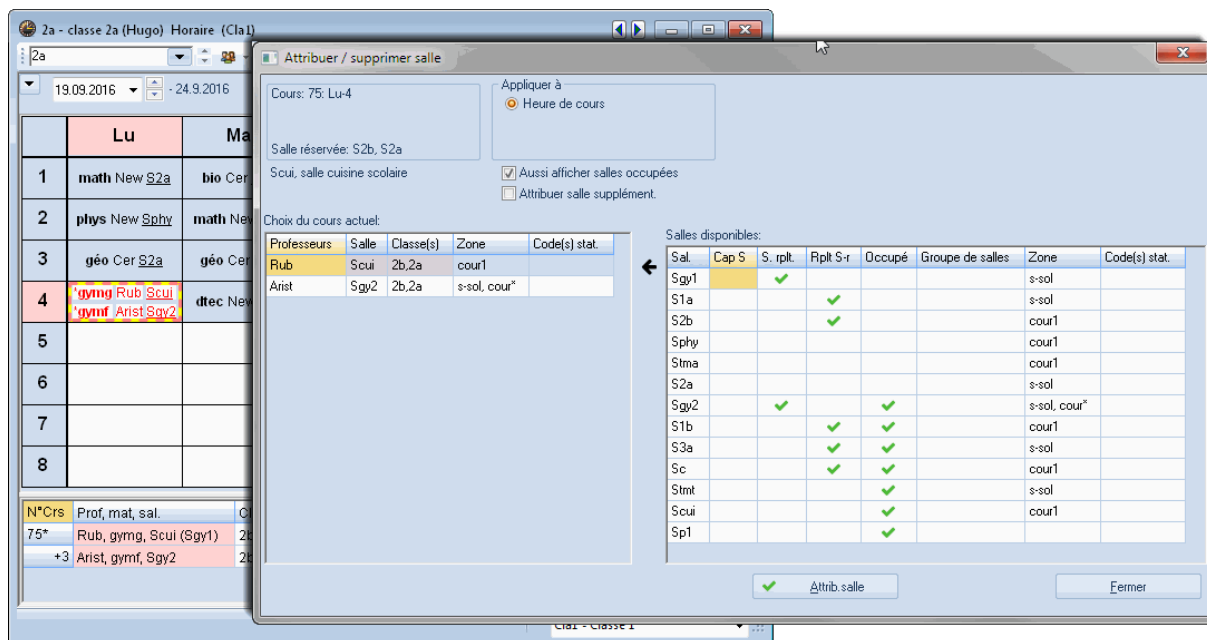 2a - classe 2a (Hugo) Horaire (Cla1)
2a
19.09.2016 - 24.9.2016
Lu Ma
1 math New S2a bio Cer
2 phys New Sphy math New
3 géo Cer S2a géo Cer
4 'gymg Rub Scui dtec New
'gymf Arist Sgy2
5
6
7
8
N°Crs Prof, mat, sal. Cl
75* Rub, gymg, Scui (Sgy1) 2b
+3 Arist, gymf, Sgy2 2b
Cla1 - Classe 1
Attribuer / supprimer salle
Cours: 75: Lu-4
Salle réservée: S2b, S2a
Appliquer à
Heure de cours
Scui, salle cuisine scolaire
Aussi afficher salles occupées
Attribuer salle supplément.
Choix du cours actuel:
Professeurs Salle Classe(s) Zone Code(s) stat.
Rub Scui 2b,2a cour1
Arist Sgy2 2b,2a s-sol, cour*
Salles disponibles:
Sal. Cap S S. rplt. Rplt S-r Occupé Groupe de salles Zone Code(s) stat.
Sgy1 s-sol
S1a s-sol
S2b cour1
Sphy cour1
Stma cour1
S2a s-sol
Sgy2 s-sol, cour*
S1b cour1
S3a s-sol
Sc cour1
Stmt s-sol
Scui cour1
Sp1
Attrib.salle
Fermer